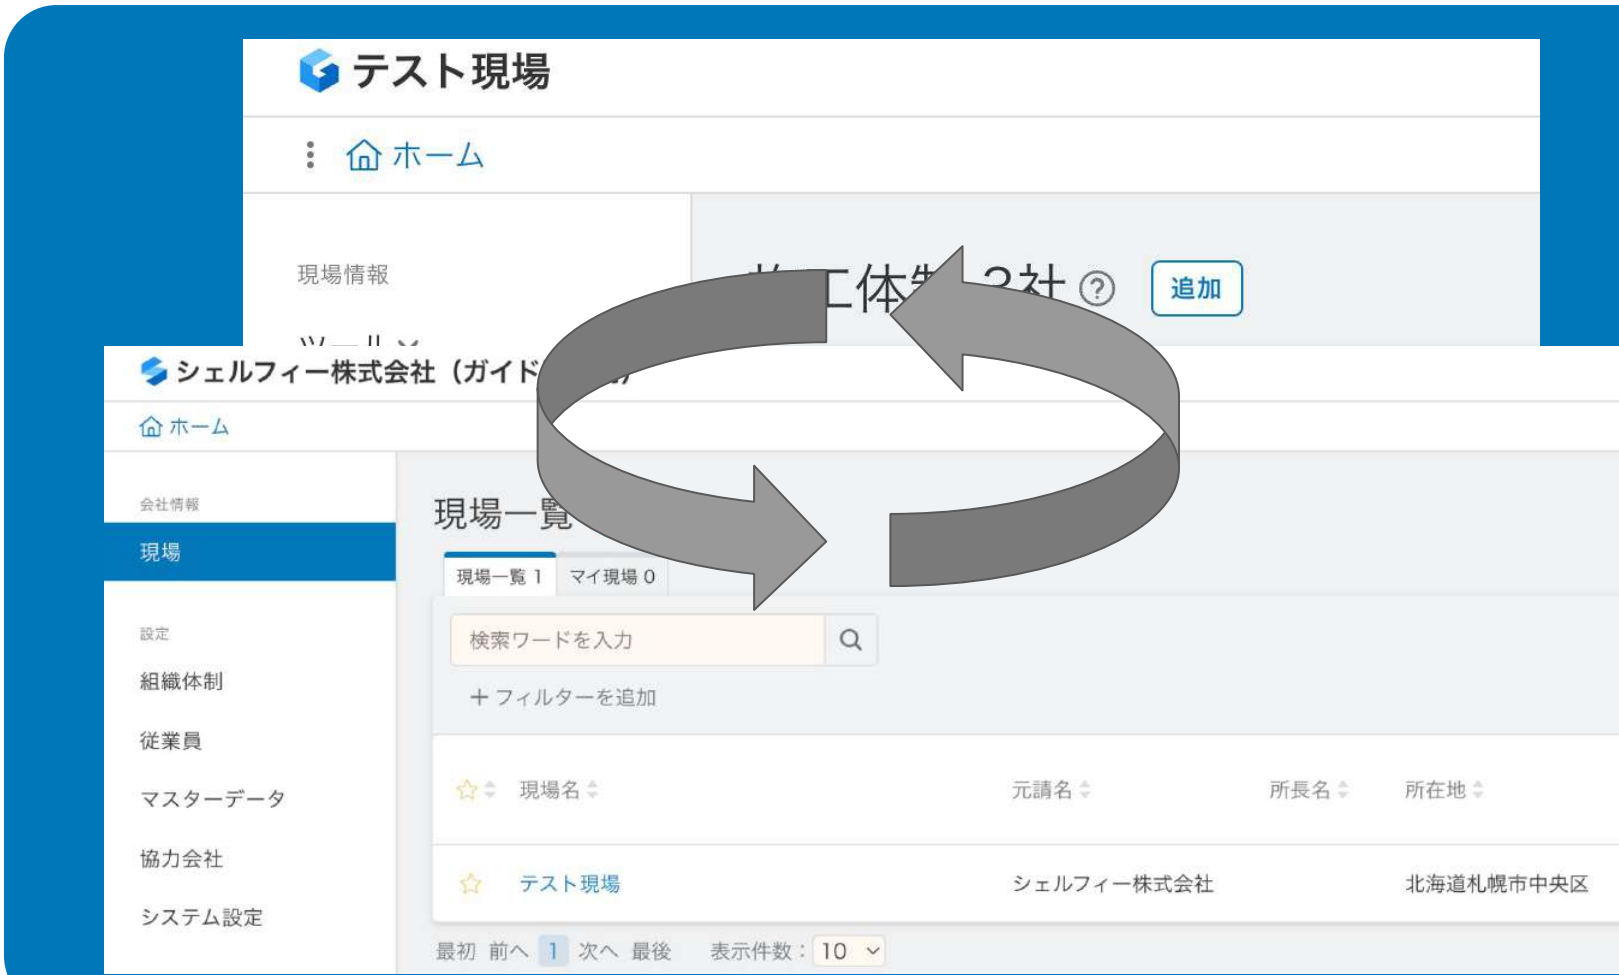 テスト現場
ホーム
現場情報
工体 3社 ? 追加
ツール
シェルフィー株式会社（ガイド
ホーム
会社情報
現場
設定
組織体制
従業員
マスターデータ
協力会社
システム設定
現場一覧
現場一覧 1 マイ現場 0
検索ワードを入力
＋フィルターを追加
現場名 元請名 所長名 所在地
テスト現場 シェルフィー株式会社 北海道札幌市中央区
最初 前へ 1 次へ 最後 表示件数： 10